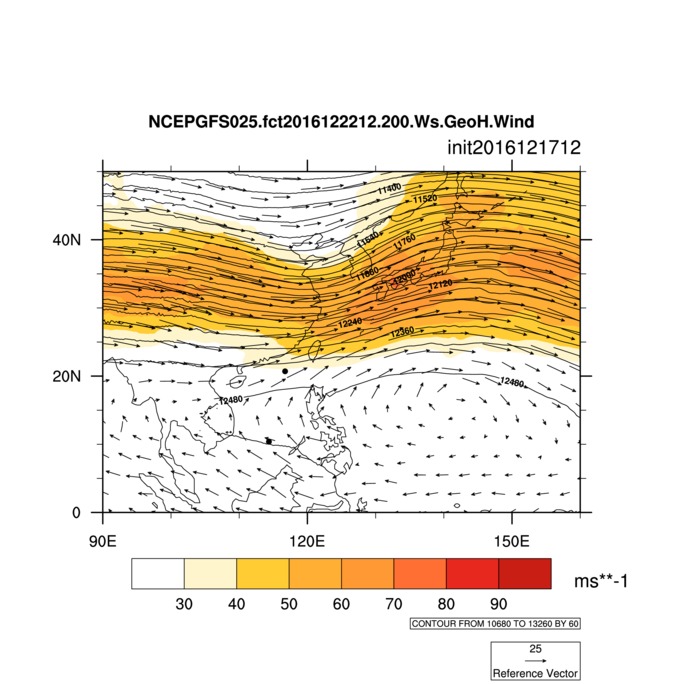 NCEPGFS025.fct2016122212.200.Ws.GeoH.Wind
init2016121712
11400
11520
11640
11760
11880
12000
12120
12240
12360
12480
12480
40N
20N
0
90E 120E 150E
30 40 50 60 70 80 90
ms**-1
CONTOUR FROM 10680 TO 13260 BY 60
25
Reference Vector